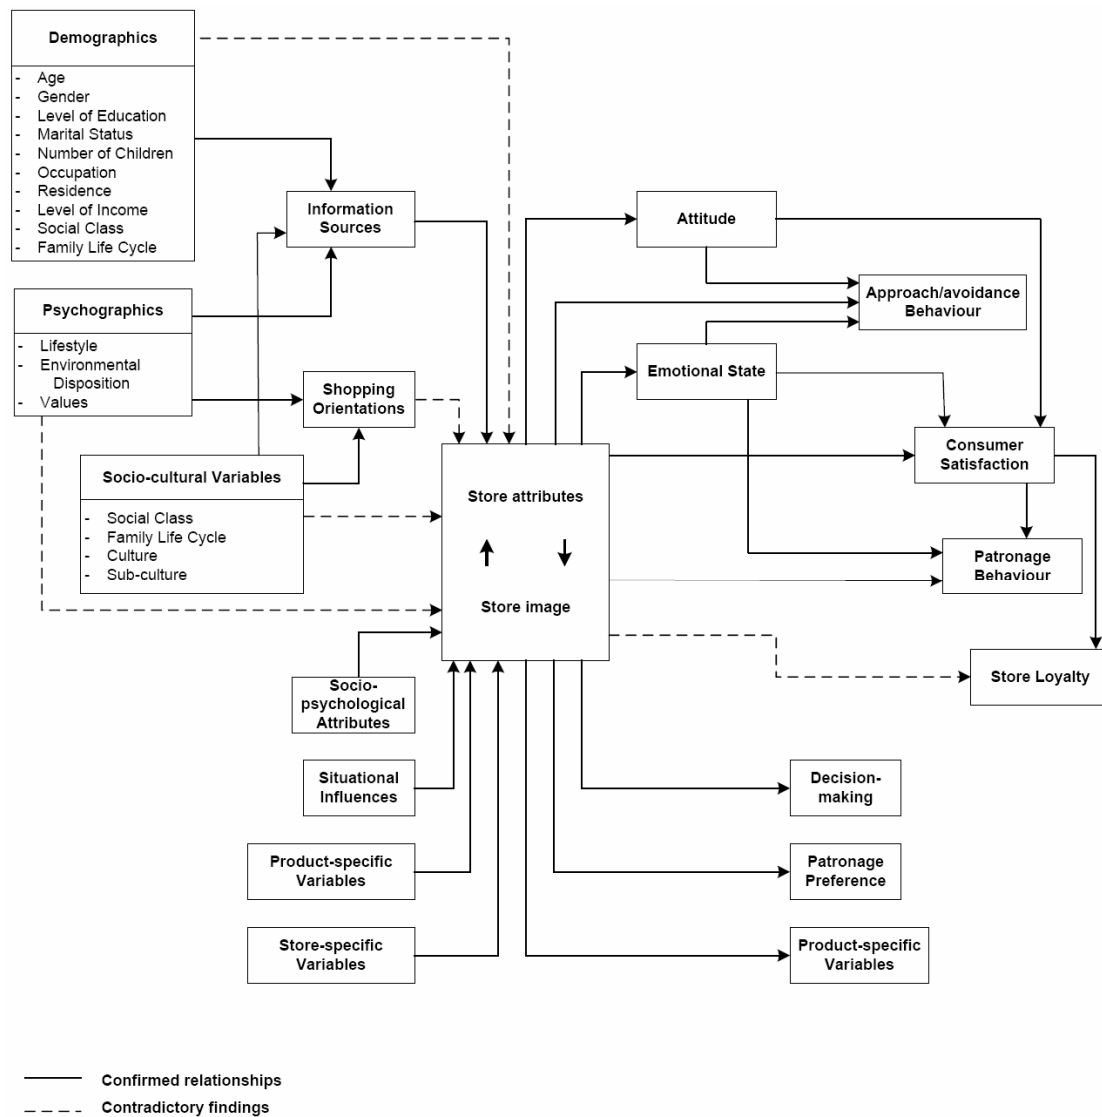 Demographics
- Age
- Gender
- Level of Education
- Marital Status
- Number of Children
- Occupation
- Residence
- Level of Income
- Social Class
- Family Life Cycle
Information
Sources
Psychographics
- Lifestyle
- Environmental
Disposition
- Values
Shopping
Orientations
Socio-cultural Variables
- Social Class
- Family Life Cycle
- Culture
- Sub-culture
Store attributes
Store image
Socio-
psychological
Attributes
Situational
Influences
Product-specific
Variables
Store-specific
Variables
Attitude
Approach/avoidance
Behaviour
Emotional State
Consumer
Satisfaction
Patronage
Behaviour
Store Loyalty
Decision-
making
Patronage
Preference
Product-specific
Variables
Confirmed relationships
Contradictory findings